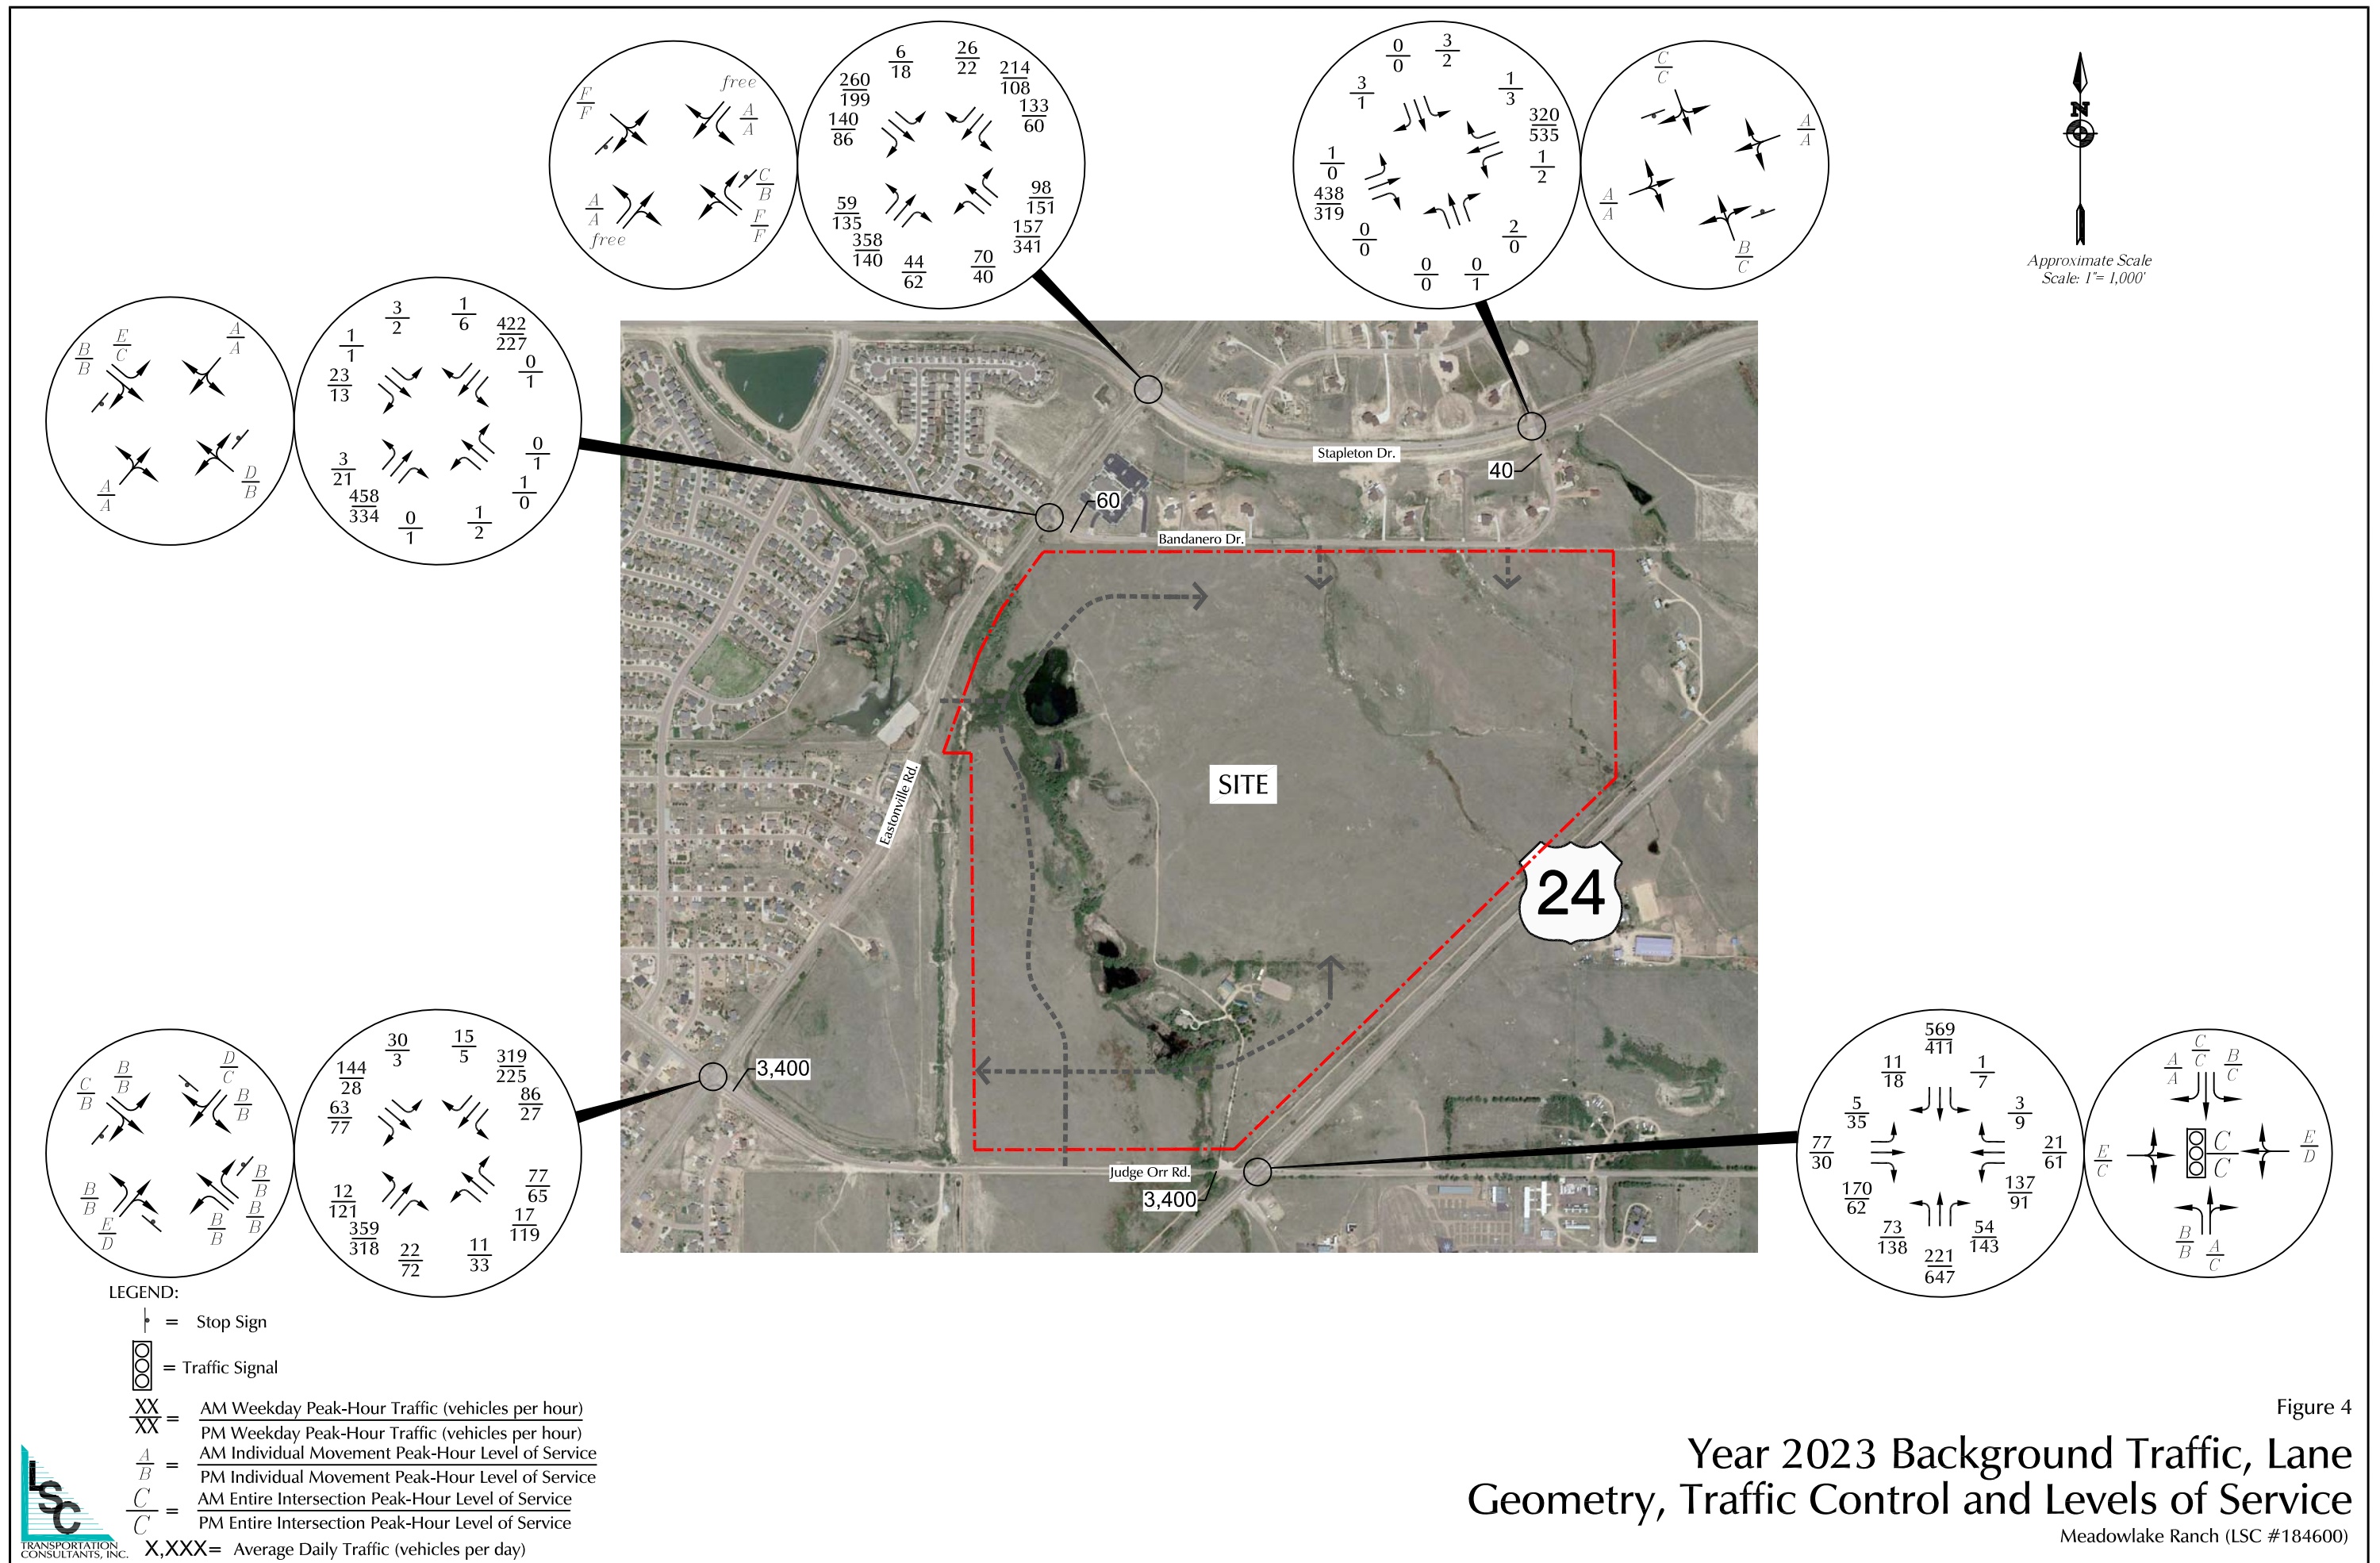 F
F
free
A
A
A
A
free
C
B
F
F
6
18
26
22
260
199
214
108
140
86
133
60
59
135
98
151
358
140
157
341
44
62
70
40
0
0
3
2
3
1
1
3
320
535
1
0
1
2
438
319
0
0
2
0
0
0
0
1
C
C
A
A
A
A
B
C
N
Approximate Scale
Scale: 1"= 1,000'
B
B
E
C
A
A
A
A
D
B
3
2
1
6
1
1
422
227
23
13
0
1
3
21
0
1
458
334
1
0
0
1
1
2
Stapleton Dr.
40
60
Bandanero Dr.
SITE
Eastonville Rd.
24
3,400
Judge Orr Rd.
3,400
C
B
B
B
D
C
B
B
B
B
E
D
B
B
B
B
B
B
30
3
15
5
144
28
319
225
63
77
86
27
12
121
77
65
359
318
17
119
22
72
11
33
569
411
11
18
1
7
5
35
3
9
77
30
21
61
170
62
137
91
73
138
54
143
221
647
A
A
C
C
B
C
E
C
C
C
E
D
B
B
A
C
LEGEND:
= Stop Sign
= Traffic Signal
XX
XX
=
AM Weekday Peak-Hour Traffic (vehicles per hour)
PM Weekday Peak-Hour Traffic (vehicles per hour)
A
B
=
AM Individual Movement Peak-Hour Level of Service
PM Individual Movement Peak-Hour Level of Service
C
C
=
AM Entire Intersection Peak-Hour Level of Service
PM Entire Intersection Peak-Hour Level of Service
X,XXX= Average Daily Traffic (vehicles per day)
LSC
TRANSPORTATION
CONSULTANTS, INC.
Figure 4
Year 2023 Background Traffic, Lane
Geometry, Traffic Control and Levels of Service
Meadowlake Ranch (LSC #184600)